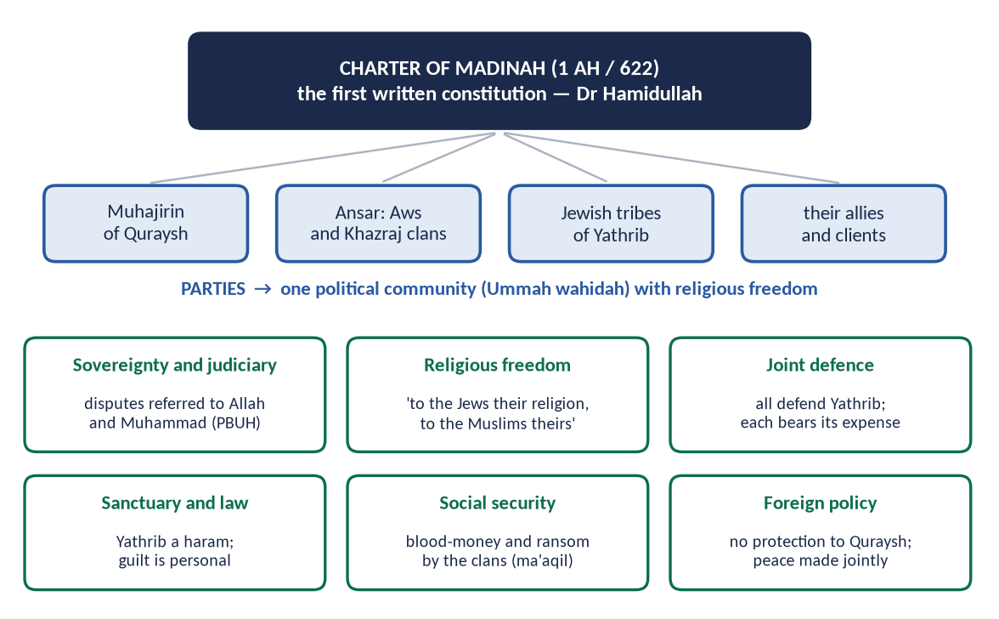 CHARTER OF MADINAH (1 AH / 622)
the first written constitution — Dr Hamidullah
Muhajirin
of Quraysh
Ansar: Aws
and Khazraj clans
Jewish tribes
of Yathrib
their allies
and clients
PARTIES → one political community (Ummah wahidah) with religious freedom
Sovereignty and judiciary
disputes referred to Allah
and Muhammad (PBUH)
Religious freedom
'to the Jews their religion,
to the Muslims theirs'
Joint defence
all defend Yathrib;
each bears its expense
Sanctuary and law
Yathrib a haram;
guilt is personal
Social security
blood-money and ransom
by the clans (ma'aqil)
Foreign policy
no protection to Quraysh;
peace made jointly